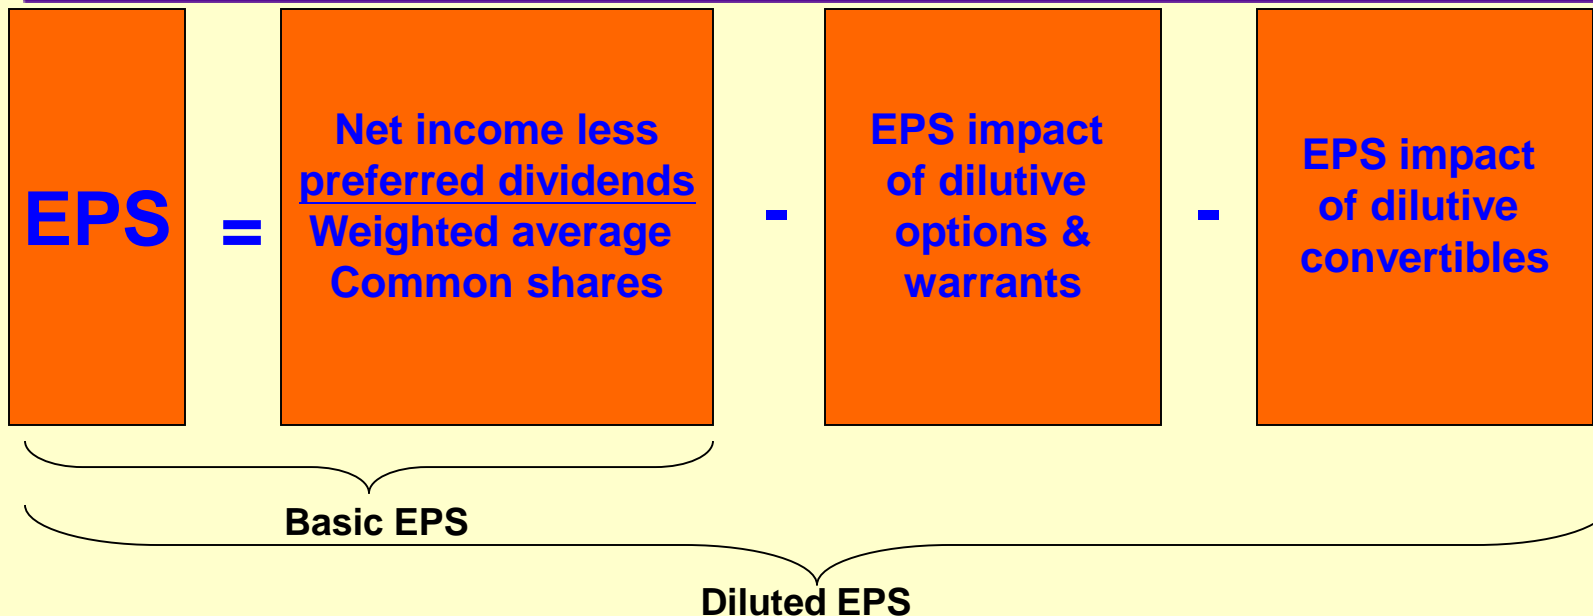 EPS
=
Net income less
preferred dividends
Weighted average
Common shares
-
EPS impact
of dilutive
options &
warrants
-
EPS impact
of dilutive
convertibles
Basic EPS
Diluted EPS